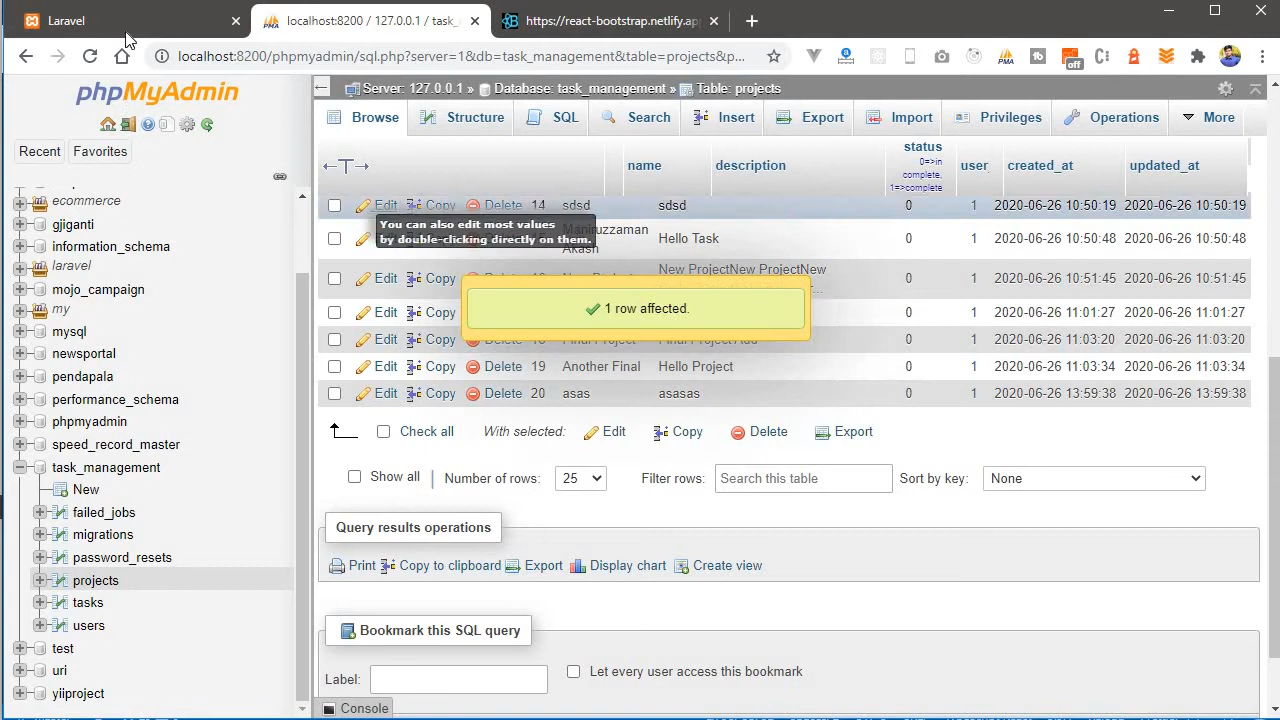 Laravel
localhost:8200 / 127.0.0.1 / task_
https://react-bootstrap.netlify.app
localhost:8200/phpmyadmin/sql.php?server=1&db=task_management&table=projects&p...
off
phpMyAdmin
Recent
Favorites
ecommerce
gjiganti
information_schema
laravel
mojo_campaign
my
mysql
newsportal
pendapala
performance_schema
phpmyadmin
speed_record_master
task_management
New
failed_jobs
migrations
password_resets
projects
tasks
users
test
uri
yiiproject
Server: 127.0.0.1 » Database: task_management » Table: projects
Browse Structure SQL Search Insert Export Import Privileges Operations More
name description status 0=>in complete, 1=>complete user created_at updated_at
Edit Copy Delete 14 sdsd sdsd 0 1 2020-06-26 10:50:19 2020-06-26 10:50:19
You can also edit most values
by double-clicking directly on them.
Edit Maniruzzaman Akash Hello Task 0 1 2020-06-26 10:50:48 2020-06-26 10:50:48
Edit Copy New ProjectNew ProjectNew 0 1 2020-06-26 10:51:45 2020-06-26 10:51:45
1 row affected.
Edit Copy 0 1 2020-06-26 11:01:27 2020-06-26 11:01:27
Edit Copy Final Project Final Project Add 0 1 2020-06-26 11:03:20 2020-06-26 11:03:20
Edit Copy Delete 19 Another Final Hello Project 0 1 2020-06-26 11:03:34 2020-06-26 11:03:34
Edit Copy Delete 20 asas asasas 0 1 2020-06-26 13:59:38 2020-06-26 13:59:38
Check all With selected: Edit Copy Delete Export
Show all Number of rows: 25 Filter rows: Search this table Sort by key: None
Query results operations
Print Copy to clipboard Export Display chart Create view
Bookmark this SQL query
Label: Let every user access this bookmark
Console